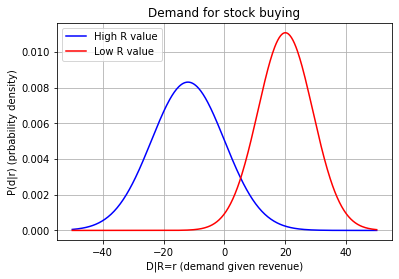 Demand for stock buying
High R value
Low R value
P(d|r) (prbability density)
0.010
0.008
0.006
0.004
0.002
0.000
−40
−20
0
20
40
D|R=r (demand given revenue)